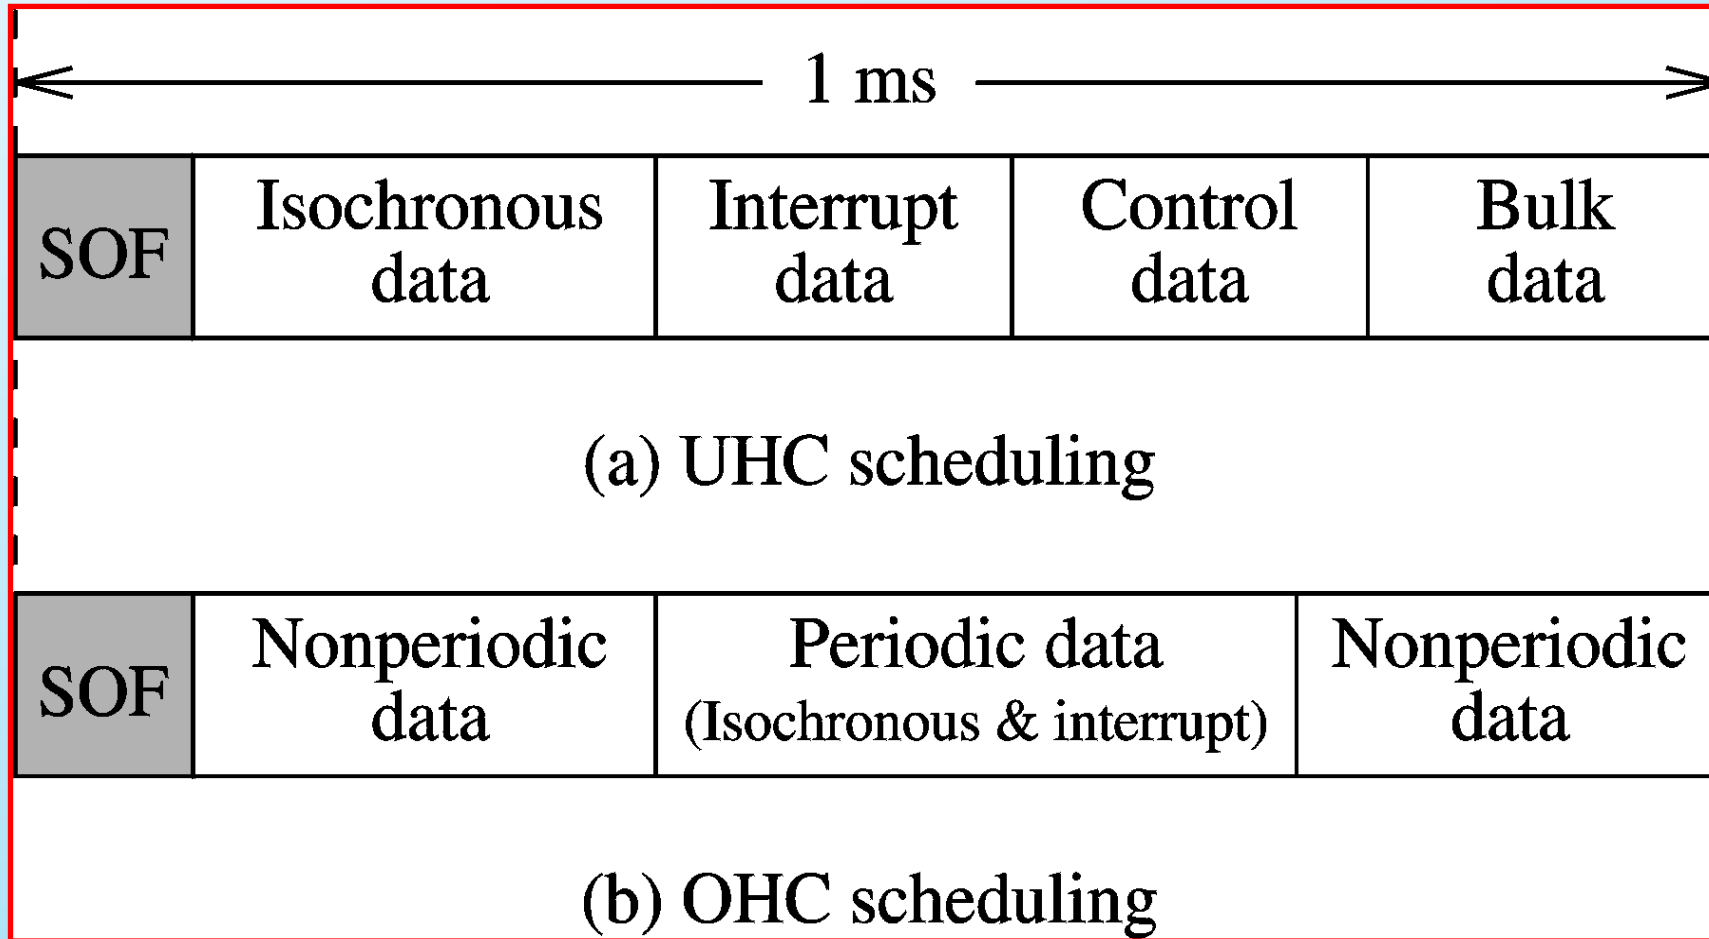 1 ms
SOF
Isochronous
data
Interrupt
data
Control
data
Bulk
data
(a) UHC scheduling
SOF
Nonperiodic
data
Periodic data
(Isochronous & interrupt)
Nonperiodic
data
(b) OHC scheduling